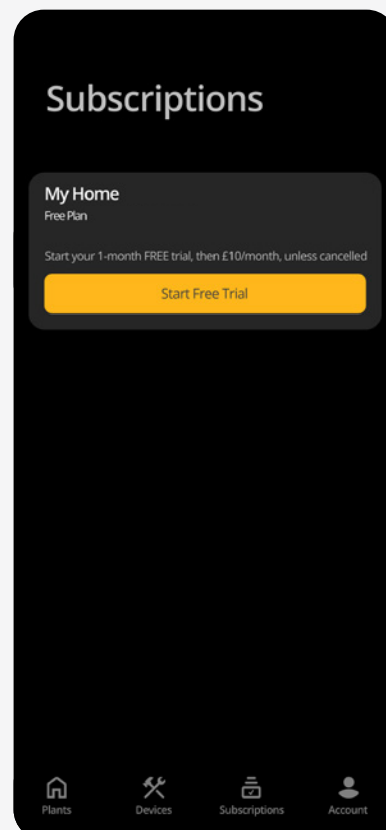 Subscriptions
My Home
Free Plan
Start your 1-month FREE trial, then £10/month, unless cancelled
Start Free Trial
Plants Devices Subscriptions Account